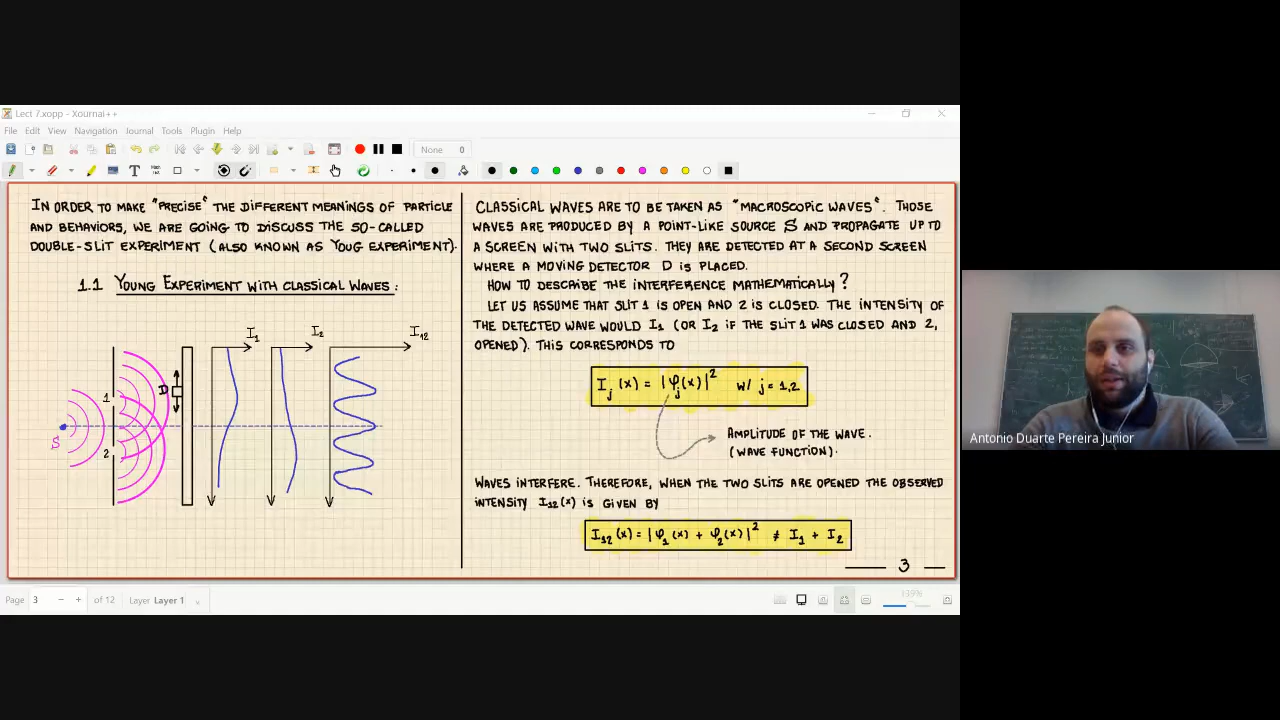 Lect 7.xopp - Xournal++
File Edit View Navigation Journal Tools Plugin Help
None 0
IN ORDER TO MAKE "PRECISE" THE DIFFERENT MEANINGS OF PARTICLE
AND BEHAVIORS, WE ARE GOING TO DISCUSS THE SO-CALLED
DOUBLE-SLIT EXPERIMENT (ALSO KNOWN AS YOUG EXPERIMENT).
1.1 YOUNG EXPERIMENT WITH CLASSICAL WAVES:
I₁ I₂ I₁₂
D
1
S
2
CLASSICAL WAVES ARE TO BE TAKEN AS "MACROSCOPIC WAVES". THOSE
WAVES ARE PRODUCED BY A POINT-LIKE SOURCE S AND PROPAGATE UP TO
A SCREEN WITH TWO SLITS. THEY ARE DETECTED AT A SECOND SCREEN
WHERE A MOVING DETECTOR D IS PLACED.
HOW TO DESCRIBE THE INTERFERENCE MATHEMATICALLY?
LET US ASSUME THAT SLIT 1 IS OPEN AND 2 IS CLOSED. THE INTENSITY OF
THE DETECTED WAVE WOULD I₁ (OR I₂ IF THE SLIT 1 WAS CLOSED AND 2,
OPENED). THIS CORRESPONDS TO
I_j (x) = |φ_j(x)|² w/ j = 1,2
AMPLITUDE OF THE WAVE.
(WAVE FUNCTION).
WAVES INTERFERE. THEREFORE, WHEN THE TWO SLITS ARE OPENED THE OBSERVED
INTENSITY I₁₂(x) IS GIVEN BY
I₁₂(x) = |φ₁(x) + φ₂(x)|² ≠ I₁ + I₂
3
Page 3 of 12 Layer Layer 1 139%
Antonio Duarte Pereira Junior